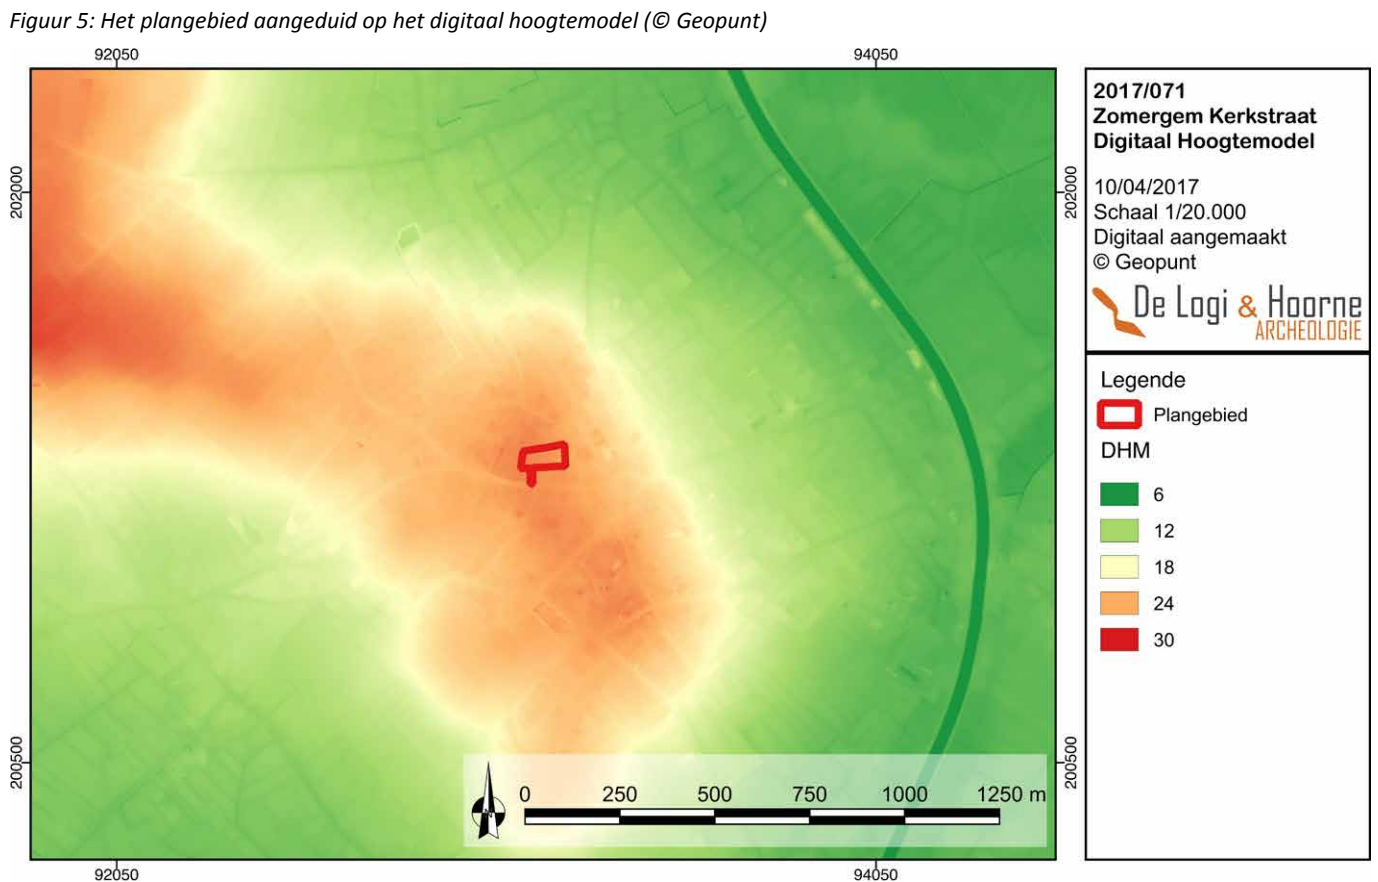 Figuur 5: Het plangebied aangeduid op het digitaal hoogtemodel (© Geopunt)
92050 94050
202000 202000
200500 200500
92050 94050
0 250 500 750 1000 1250 m
N
2017/071
Zomergem Kerkstraat
Digitaal Hoogtemodel
10/04/2017
Schaal 1/20.000
Digitaal aangemaakt
© Geopunt
De Logi & Hoorne
ARCHEOLOGIE
Legende
Plangebied
DHM
6
12
18
24
30